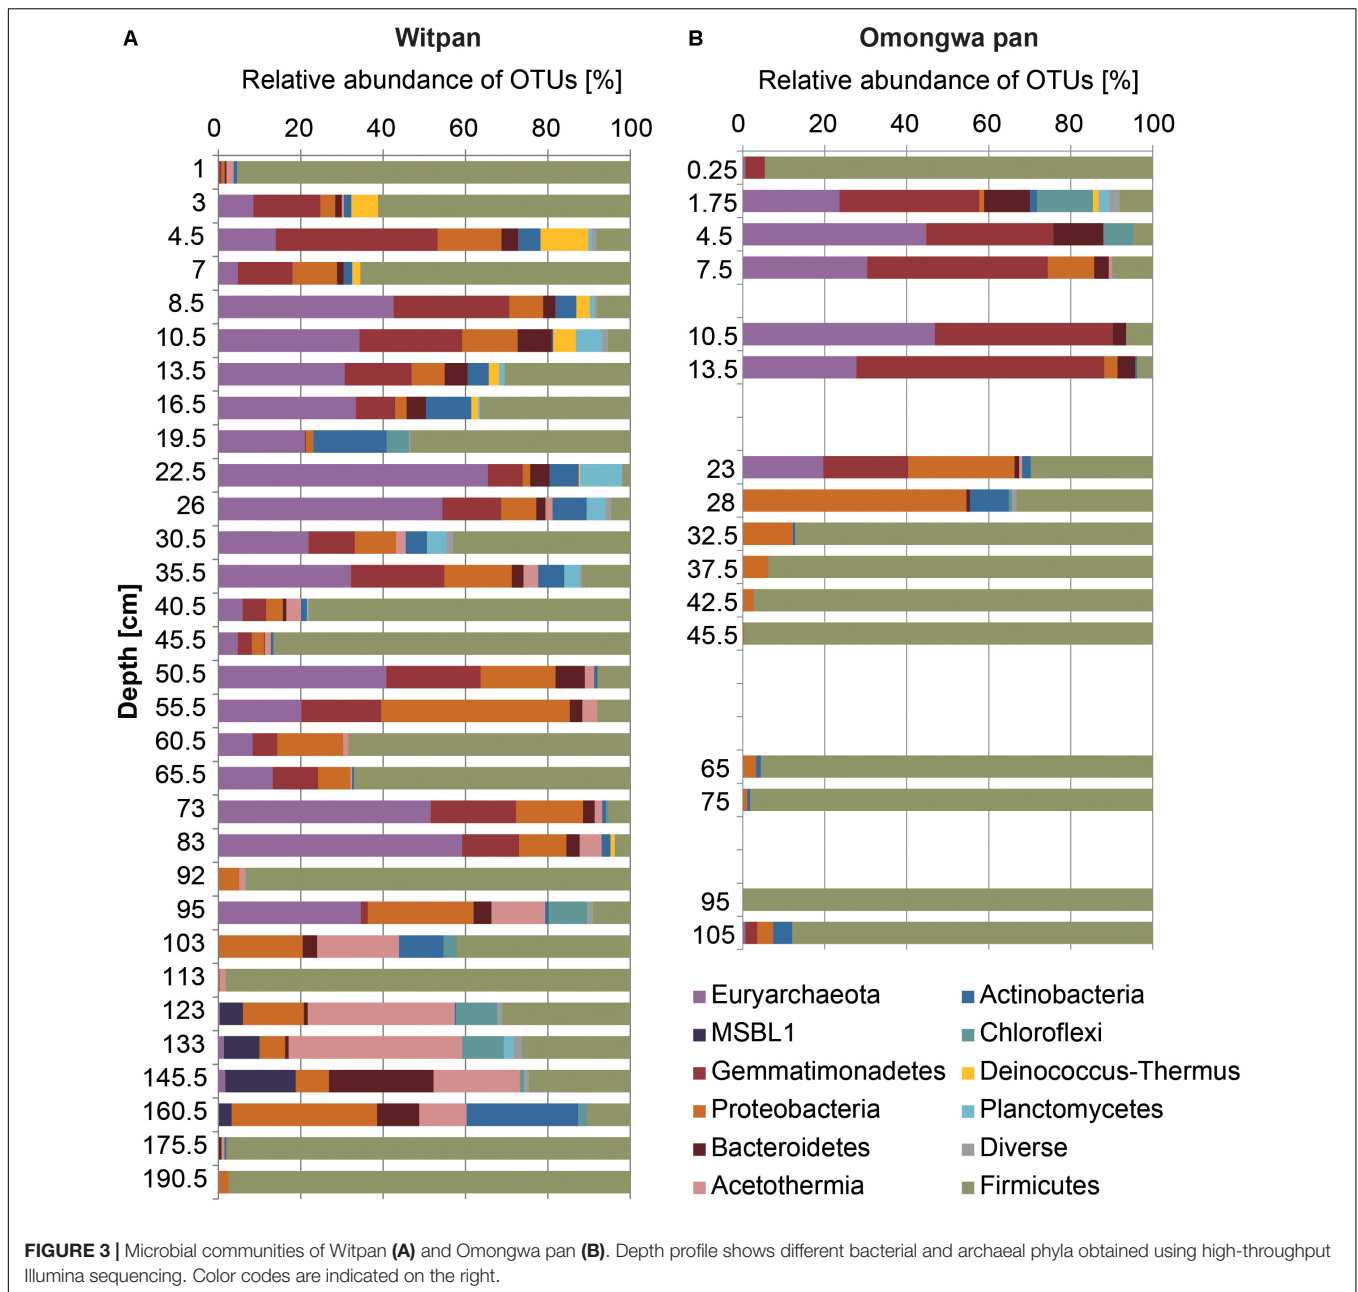 A
Witpan
Relative abundance of OTUs [%]
0 20 40 60 80 100
Depth [cm]
1
3
4.5
7
8.5
10.5
13.5
16.5
19.5
22.5
26
30.5
35.5
40.5
45.5
50.5
55.5
60.5
65.5
73
83
92
95
103
113
123
133
145.5
160.5
175.5
190.5
B
Omongwa pan
Relative abundance of OTUs [%]
0 20 40 60 80 100
0.25
1.75
4.5
7.5
10.5
13.5
23
28
32.5
37.5
42.5
45.5
65
75
95
105
Euryarchaeota
MSBL1
Gemmatimonadetes
Proteobacteria
Bacteroidetes
Acetothermia
Actinobacteria
Chloroflexi
Deinococcus-Thermus
Planctomycetes
Diverse
Firmicutes
FIGURE 3 | Microbial communities of Witpan (A) and Omongwa pan (B). Depth profile shows different bacterial and archaeal phyla obtained using high-throughput
Illumina sequencing. Color codes are indicated on the right.